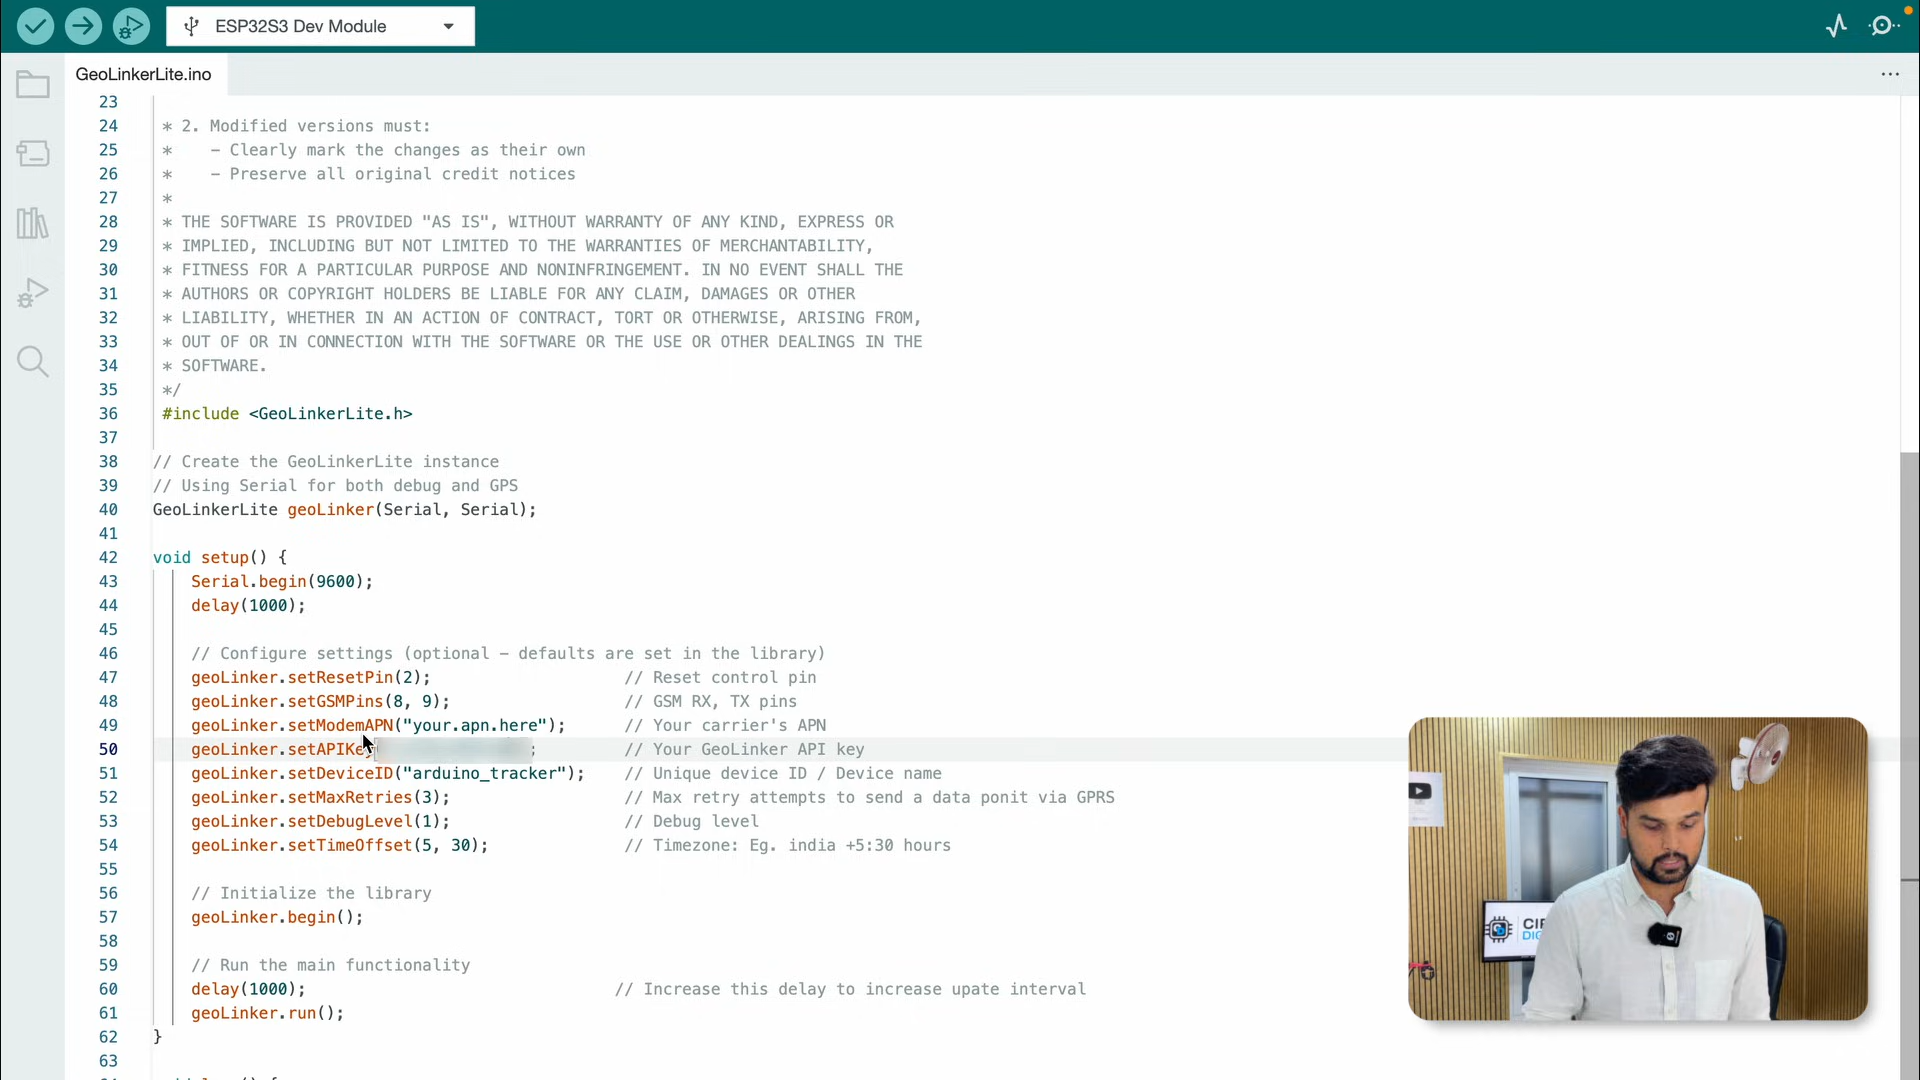 ESP32S3 Dev Module
GeoLinkerLite.ino
23
24 * 2. Modified versions must:
25 *    - Clearly mark the changes as their own
26 *    - Preserve all original credit notices
27 *
28 * THE SOFTWARE IS PROVIDED "AS IS", WITHOUT WARRANTY OF ANY KIND, EXPRESS OR
29 * IMPLIED, INCLUDING BUT NOT LIMITED TO THE WARRANTIES OF MERCHANTABILITY,
30 * FITNESS FOR A PARTICULAR PURPOSE AND NONINFRINGEMENT. IN NO EVENT SHALL THE
31 * AUTHORS OR COPYRIGHT HOLDERS BE LIABLE FOR ANY CLAIM, DAMAGES OR OTHER
32 * LIABILITY, WHETHER IN AN ACTION OF CONTRACT, TORT OR OTHERWISE, ARISING FROM,
33 * OUT OF OR IN CONNECTION WITH THE SOFTWARE OR THE USE OR OTHER DEALINGS IN THE
34 * SOFTWARE.
35 */
36 #include <GeoLinkerLite.h>
37
38 // Create the GeoLinkerLite instance
39 // Using Serial for both debug and GPS
40 GeoLinkerLite geoLinker(Serial, Serial);
41
42 void setup() {
43 Serial.begin(9600);
44 delay(1000);
45
46 // Configure settings (optional - defaults are set in the library)
47 geoLinker.setResetPin(2); // Reset control pin
48 geoLinker.setGSMPins(8, 9); // GSM RX, TX pins
49 geoLinker.setModemAPN("your.apn.here"); // Your carrier's APN
50 geoLinker.setAPIKey ; // Your GeoLinker API key
51 geoLinker.setDeviceID("arduino_tracker"); // Unique device ID / Device name
52 geoLinker.setMaxRetries(3); // Max retry attempts to send a data ponit via GPRS
53 geoLinker.setDebugLevel(1); // Debug level
54 geoLinker.setTimeOffset(5, 30); // Timezone: Eg. india +5:30 hours
55
56 // Initialize the library
57 geoLinker.begin();
58
59 // Run the main functionality
60 delay(1000); // Increase this delay to increase upate interval
61 geoLinker.run();
62 }
63